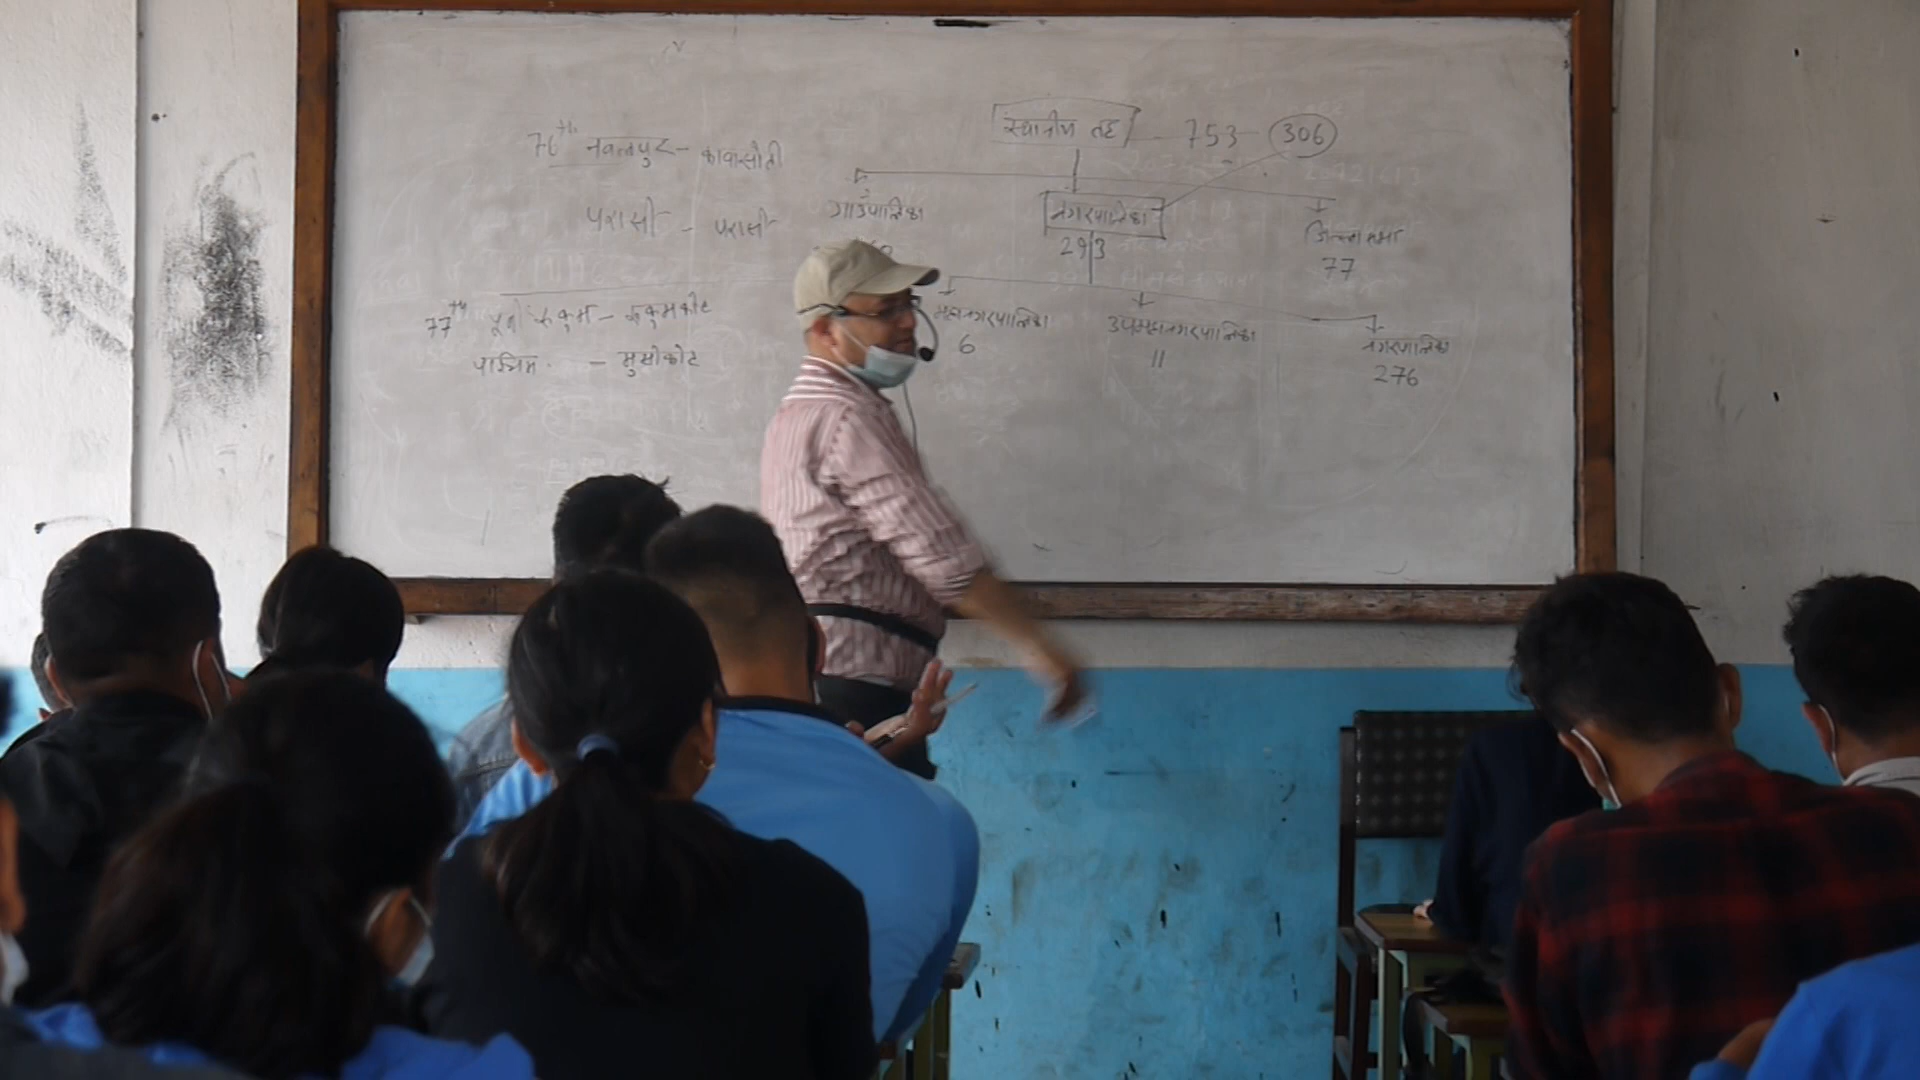 76th नवलपुर - कावासोती
परासी - परासी
77th पूर्वी रुकुम - रुकुमकोट
पश्चिम - मुसीकोट
स्थानीय तह 753 306
गाउँपालिका
नगरपालिका
293
जिल्लासभा
77
महानगरपालिका
6
उपमहानगरपालिका
11
नगरपालिका
276